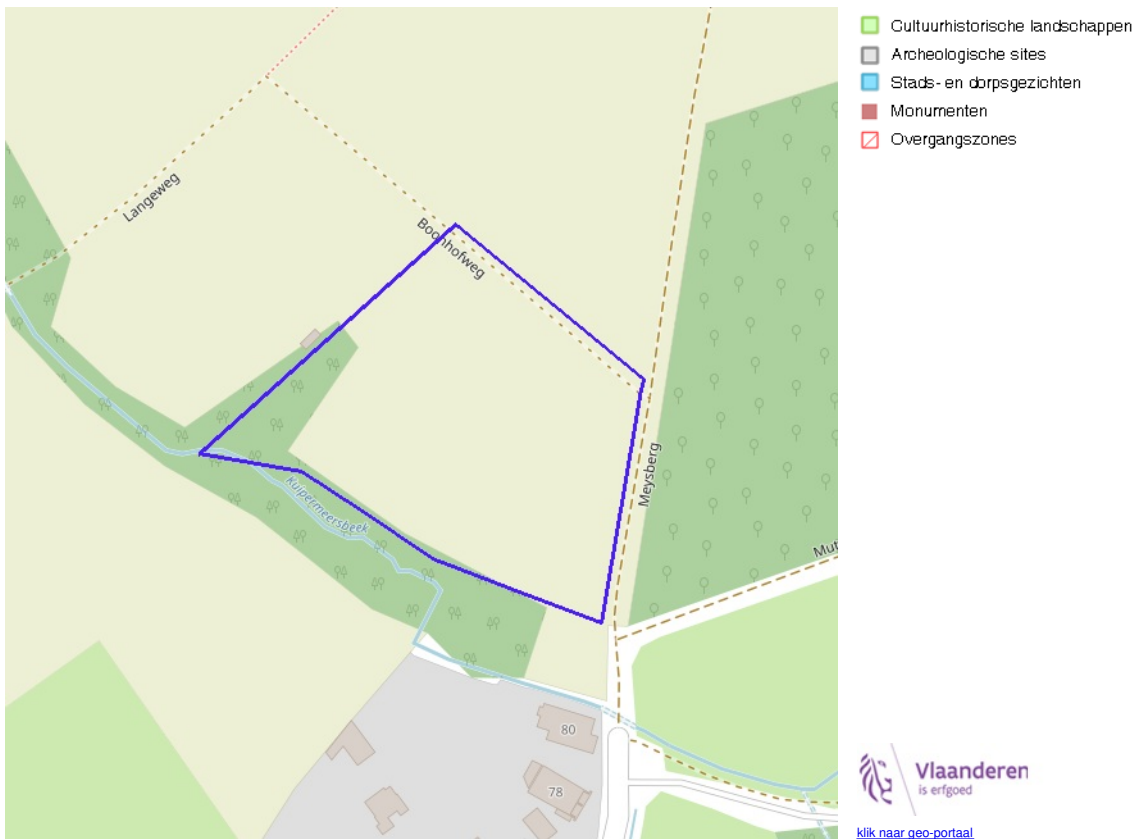 Langeweg
Boonhofweg
Meysberg
Kuipermeersbeek
80
78
Cultuurhistorische landschappen
Archeologische sites
Stads- en dorpsgezichten
Monumenten
Overgangszones
Vlaanderen
is erfgoed
klik naar geo-portaal